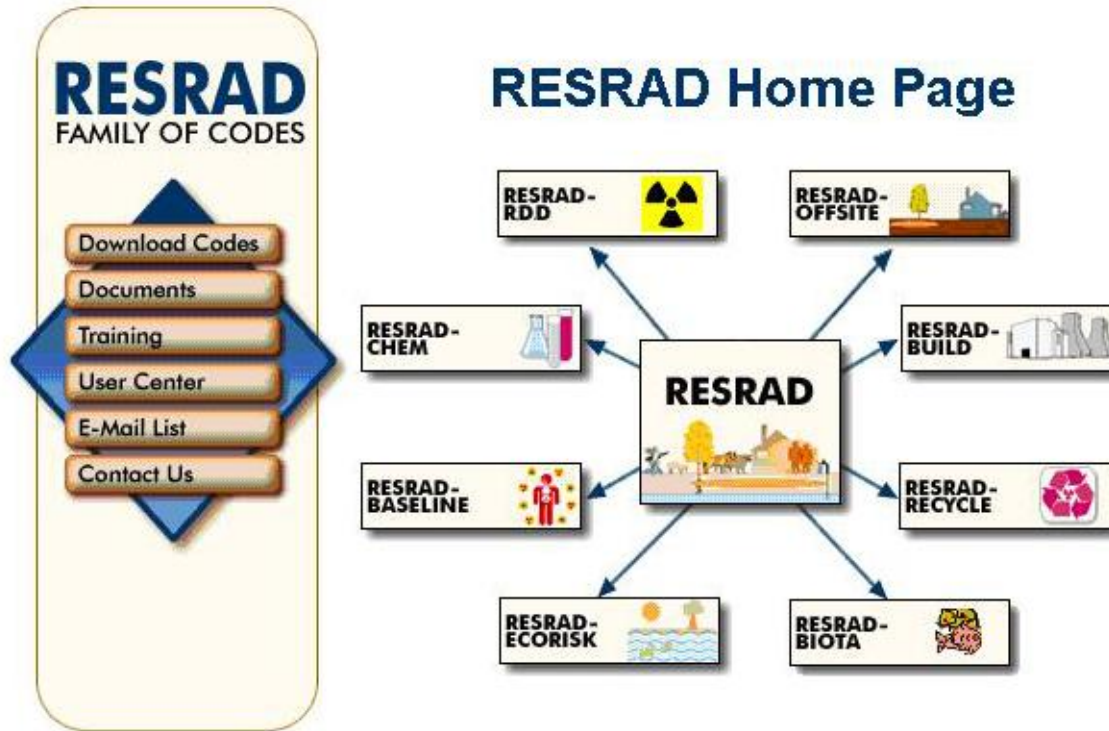 RESRAD
FAMILY OF CODES
Download Codes
Documents
Training
User Center
E-Mail List
Contact Us
RESRAD Home Page
RESRAD-
RDD
RESRAD-
OFFSITE
RESRAD-
CHEM
RESRAD-
BUILD
RESRAD
RESRAD-
BASELINE
RESRAD-
RECYCLE
RESRAD-
ECORISK
RESRAD-
BIOTA